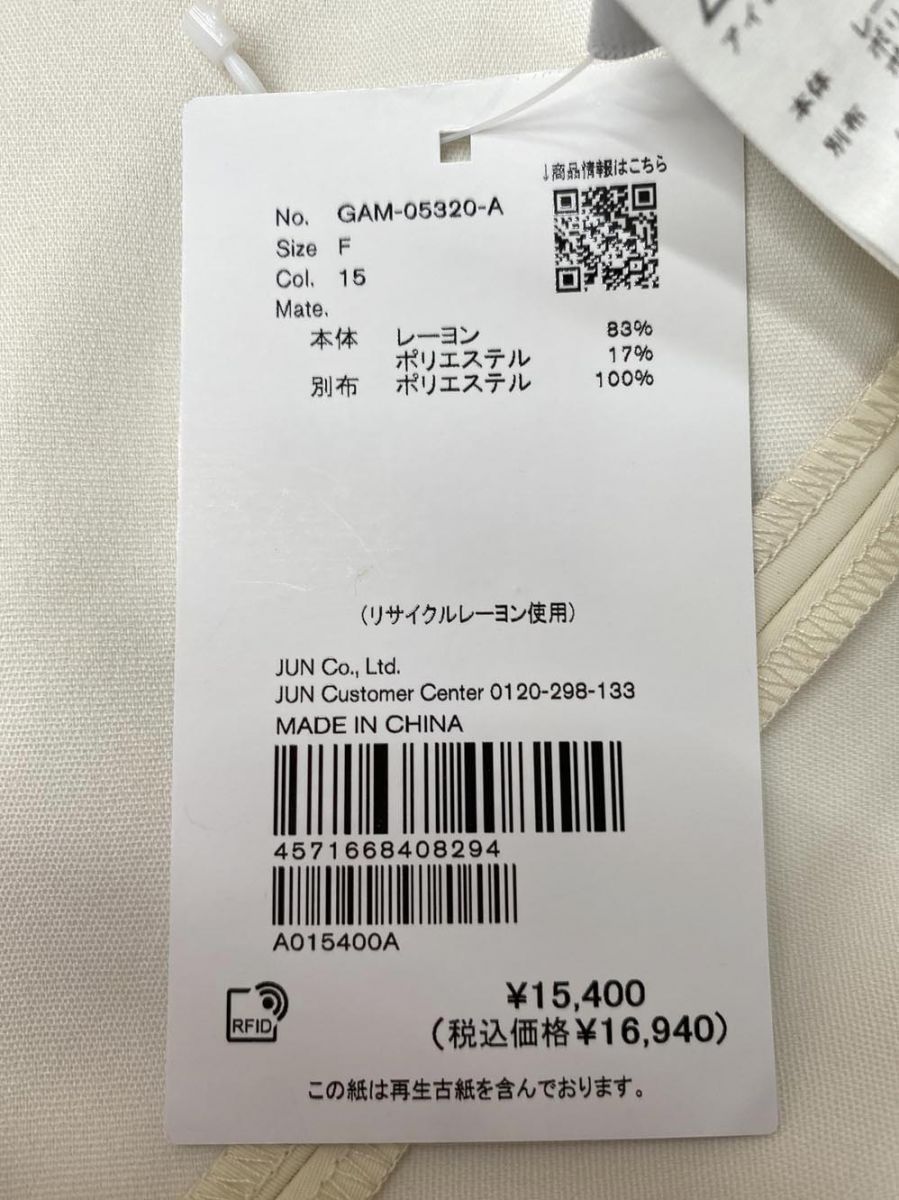 ↓商品情報はこちら
No. GAM-05320-A
Size F
Col. 15
Mate.
本体 レーヨン 83%
ポリエステル 17%
別布 ポリエステル 100%
(リサイクルレーヨン使用)
JUN Co., Ltd.
JUN Customer Center 0120-298-133
MADE IN CHINA
4571668408294
A015400A
RFID
¥15,400
(税込価格¥16,940)
この紙は再生古紙を含んでおります。
本体
別布